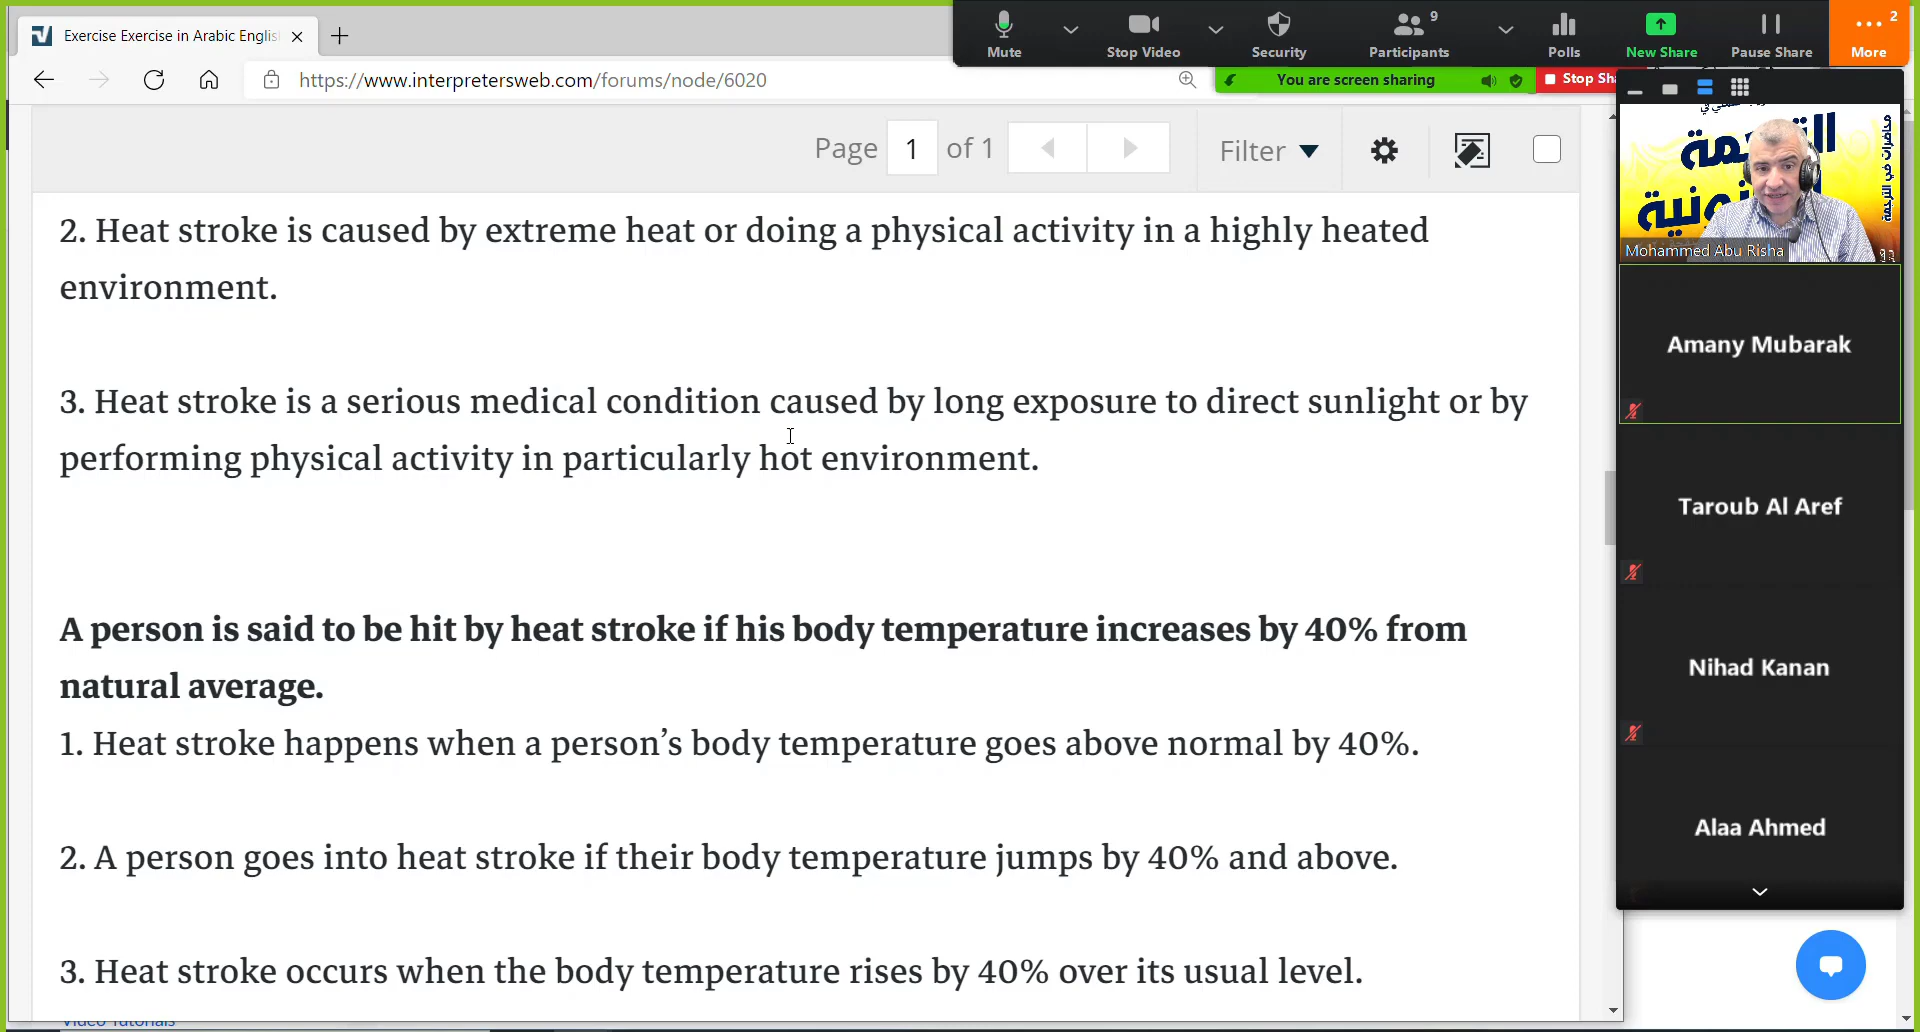 Exercise Exercise in Arabic Englis
https://www.interpretersweb.com/forums/node/6020
Mute
Stop Video
Security
9
Participants
Polls
New Share
Pause Share
2
More
You are screen sharing
Stop Sha
Page 1 of 1
Filter
2. Heat stroke is caused by extreme heat or doing a physical activity in a highly heated
environment.
3. Heat stroke is a serious medical condition caused by long exposure to direct sunlight or by
performing physical activity in particularly hot environment.
A person is said to be hit by heat stroke if his body temperature increases by 40% from
natural average.
1. Heat stroke happens when a person’s body temperature goes above normal by 40%.
2. A person goes into heat stroke if their body temperature jumps by 40% and above.
3. Heat stroke occurs when the body temperature rises by 40% over its usual level.
Video Tutorials
محاضرات في الترجمة
Mohammed Abu Risha
Amany Mubarak
Taroub Al Aref
Nihad Kanan
Alaa Ahmed